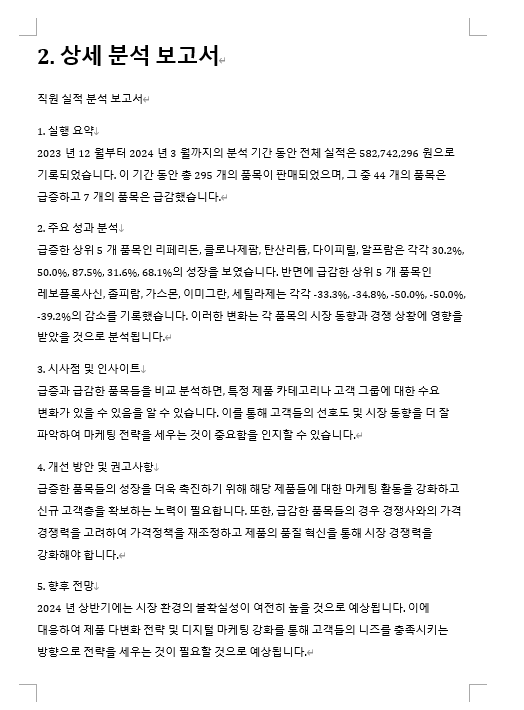 2. 상세 분석 보고서
직원 실적 분석 보고서
1. 실행 요약
2023 년 12 월부터 2024 년 3 월까지의 분석 기간 동안 전체 실적은 582,742,296 원으로
기록되었습니다. 이 기간 동안 총 295 개의 품목이 판매되었으며, 그 중 44 개의 품목은
급증하고 7 개의 품목은 급감했습니다.
2. 주요 성과 분석
급증한 상위 5 개 품목인 리페리돈, 클로나제팜, 탄산리튬, 다이피릴, 알프람은 각각 30.2%,
50.0%, 87.5%, 31.6%, 68.1%의 성장을 보였습니다. 반면에 급감한 상위 5 개 품목인
레보플록사신, 졸피람, 가스몬, 이미그란, 세틸라제는 각각 -33.3%, -34.8%, -50.0%, -50.0%,
-39.2%의 감소를 기록했습니다. 이러한 변화는 각 품목의 시장 동향과 경쟁 상황에 영향을
받았을 것으로 분석됩니다.
3. 시사점 및 인사이트
급증과 급감한 품목들을 비교 분석하면, 특정 제품 카테고리나 고객 그룹에 대한 수요
변화가 있을 수 있음을 알 수 있습니다. 이를 통해 고객들의 선호도 및 시장 동향을 더 잘
파악하여 마케팅 전략을 세우는 것이 중요함을 인지할 수 있습니다.
4. 개선 방안 및 권고사항
급증한 품목들의 성장을 더욱 촉진하기 위해 해당 제품들에 대한 마케팅 활동을 강화하고
신규 고객층을 확보하는 노력이 필요합니다. 또한, 급감한 품목들의 경우 경쟁사와의 가격
경쟁력을 고려하여 가격정책을 재조정하고 제품의 품질 혁신을 통해 시장 경쟁력을
강화해야 합니다.
5. 향후 전망
2024 년 상반기에는 시장 환경의 불확실성이 여전히 높을 것으로 예상됩니다. 이에
대응하여 제품 다변화 전략 및 디지털 마케팅 강화를 통해 고객들의 니즈를 충족시키는
방향으로 전략을 세우는 것이 필요할 것으로 예상됩니다.